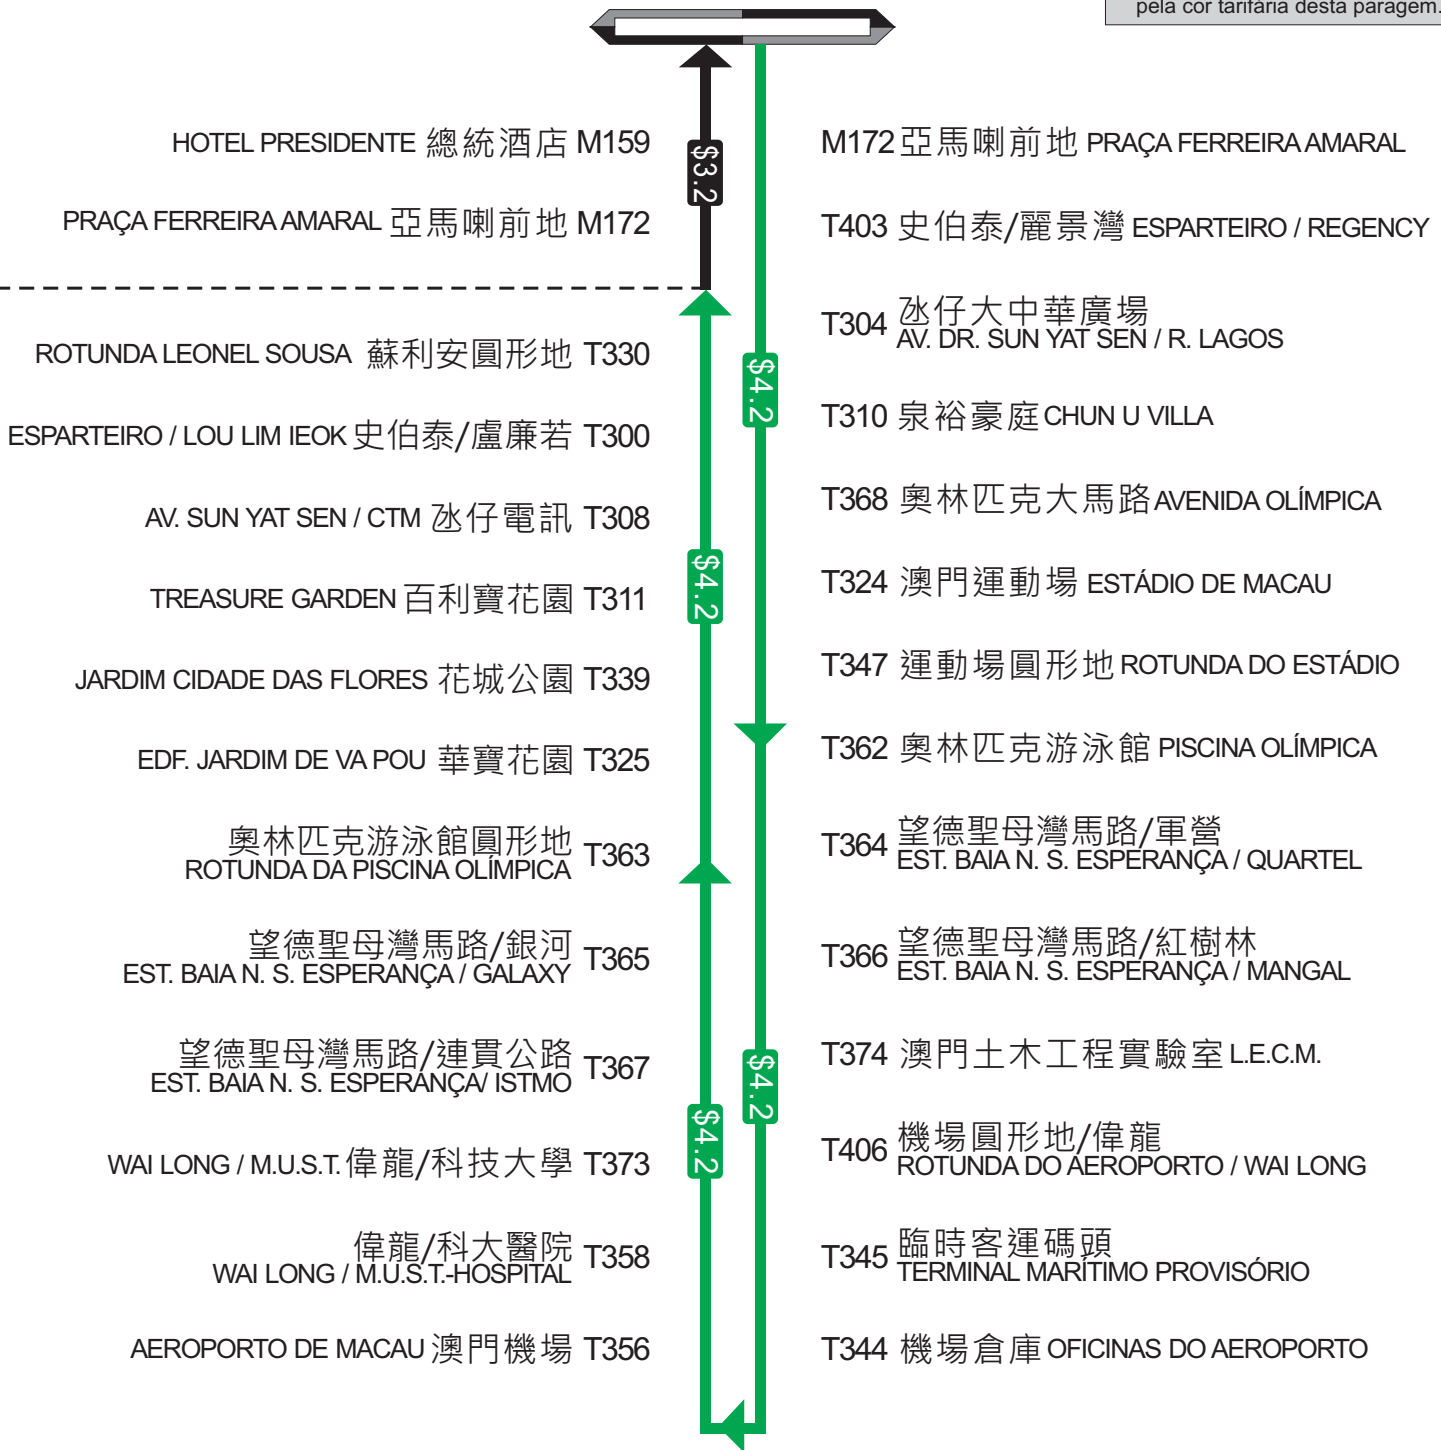 pela cor tarifária desta paragem.
HOTEL PRESIDENTE 總統酒店 M159
PRAÇA FERREIRA AMARAL 亞馬喇前地 M172
ROTUNDA LEONEL SOUSA 蘇利安圓形地 T330
ESPARTEIRO / LOU LIM IEOK 史伯泰/盧廉若 T300
AV. SUN YAT SEN / CTM 氹仔電訊 T308
TREASURE GARDEN 百利寶花園 T311
JARDIM CIDADE DAS FLORES 花城公園 T339
EDF. JARDIM DE VA POU 華寶花園 T325
奧林匹克游泳館圓形地
ROTUNDA DA PISCINA OLÍMPICA T363
望德聖母灣馬路/銀河
EST. BAIA N. S. ESPERANÇA / GALAXY T365
望德聖母灣馬路/連貫公路
EST. BAIA N. S. ESPERANÇA/ ISTMO T367
WAI LONG / M.U.S.T. 偉龍/科技大學 T373
偉龍/科大醫院
WAI LONG / M.U.S.T.-HOSPITAL T358
AEROPORTO DE MACAU 澳門機場 T356
$3.2
$4.2
$4.2
$4.2
$4.2
M172 亞馬喇前地 PRAÇA FERREIRA AMARAL
T403 史伯泰/麗景灣 ESPARTEIRO / REGENCY
T304 氹仔大中華廣場
AV. DR. SUN YAT SEN / R. LAGOS
T310 泉裕豪庭 CHUN U VILLA
T368 奧林匹克大馬路 AVENIDA OLÍMPICA
T324 澳門運動場 ESTÁDIO DE MACAU
T347 運動場圓形地 ROTUNDA DO ESTÁDIO
T362 奧林匹克游泳館 PISCINA OLÍMPICA
T364 望德聖母灣馬路/軍營
EST. BAIA N. S. ESPERANÇA / QUARTEL
T366 望德聖母灣馬路/紅樹林
EST. BAIA N. S. ESPERANÇA / MANGAL
T374 澳門土木工程實驗室 L.E.C.M.
T406 機場圓形地/偉龍
ROTUNDA DO AEROPORTO / WAI LONG
T345 臨時客運碼頭
TERMINAL MARÍTIMO PROVISÓRIO
T344 機場倉庫 OFICINAS DO AEROPORTO